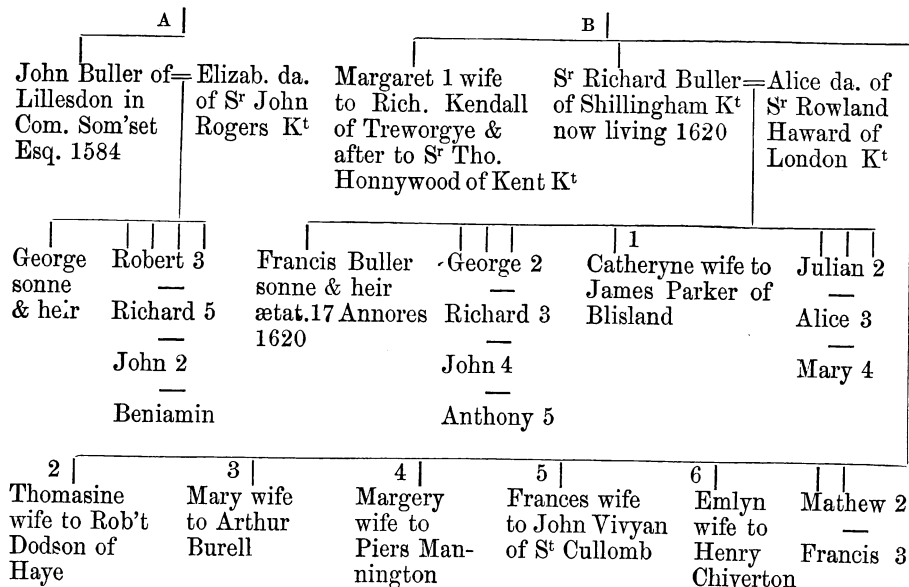 A
B
John Buller of
Lillesdon in
Com. Som'set
Esq. 1584
Elizab. da.
of Sr John
Rogers Kt
Margaret 1 wife
to Rich. Kendall
of Treworgye &
after to Sr Tho.
Honnywood of Kent Kt
Sr Richard Buller
of Shillingham Kt
now living 1620
Alice da. of
Sr Rowland
Haward of
London Kt
George
sonne
& heir
Robert 3
Richard 5
John 2
Beniamin
Francis Buller
sonne & heir
ætat. 17 Annores
1620
George 2
Richard 3
John 4
Anthony 5
1
Catheryne wife to
James Parker of
Blisland
Julian 2
Alice 3
Mary 4
2
Thomasine
wife to Rob't
Dodson of
Haye
3
Mary wife
to Arthur
Burell
4
Margery
wife to
Piers Man-
nington
5
Frances wife
to John Vivyan
of St Cullomb
6
Emlyn
wife to
Henry
Chiverton
Mathew 2
Francis 3